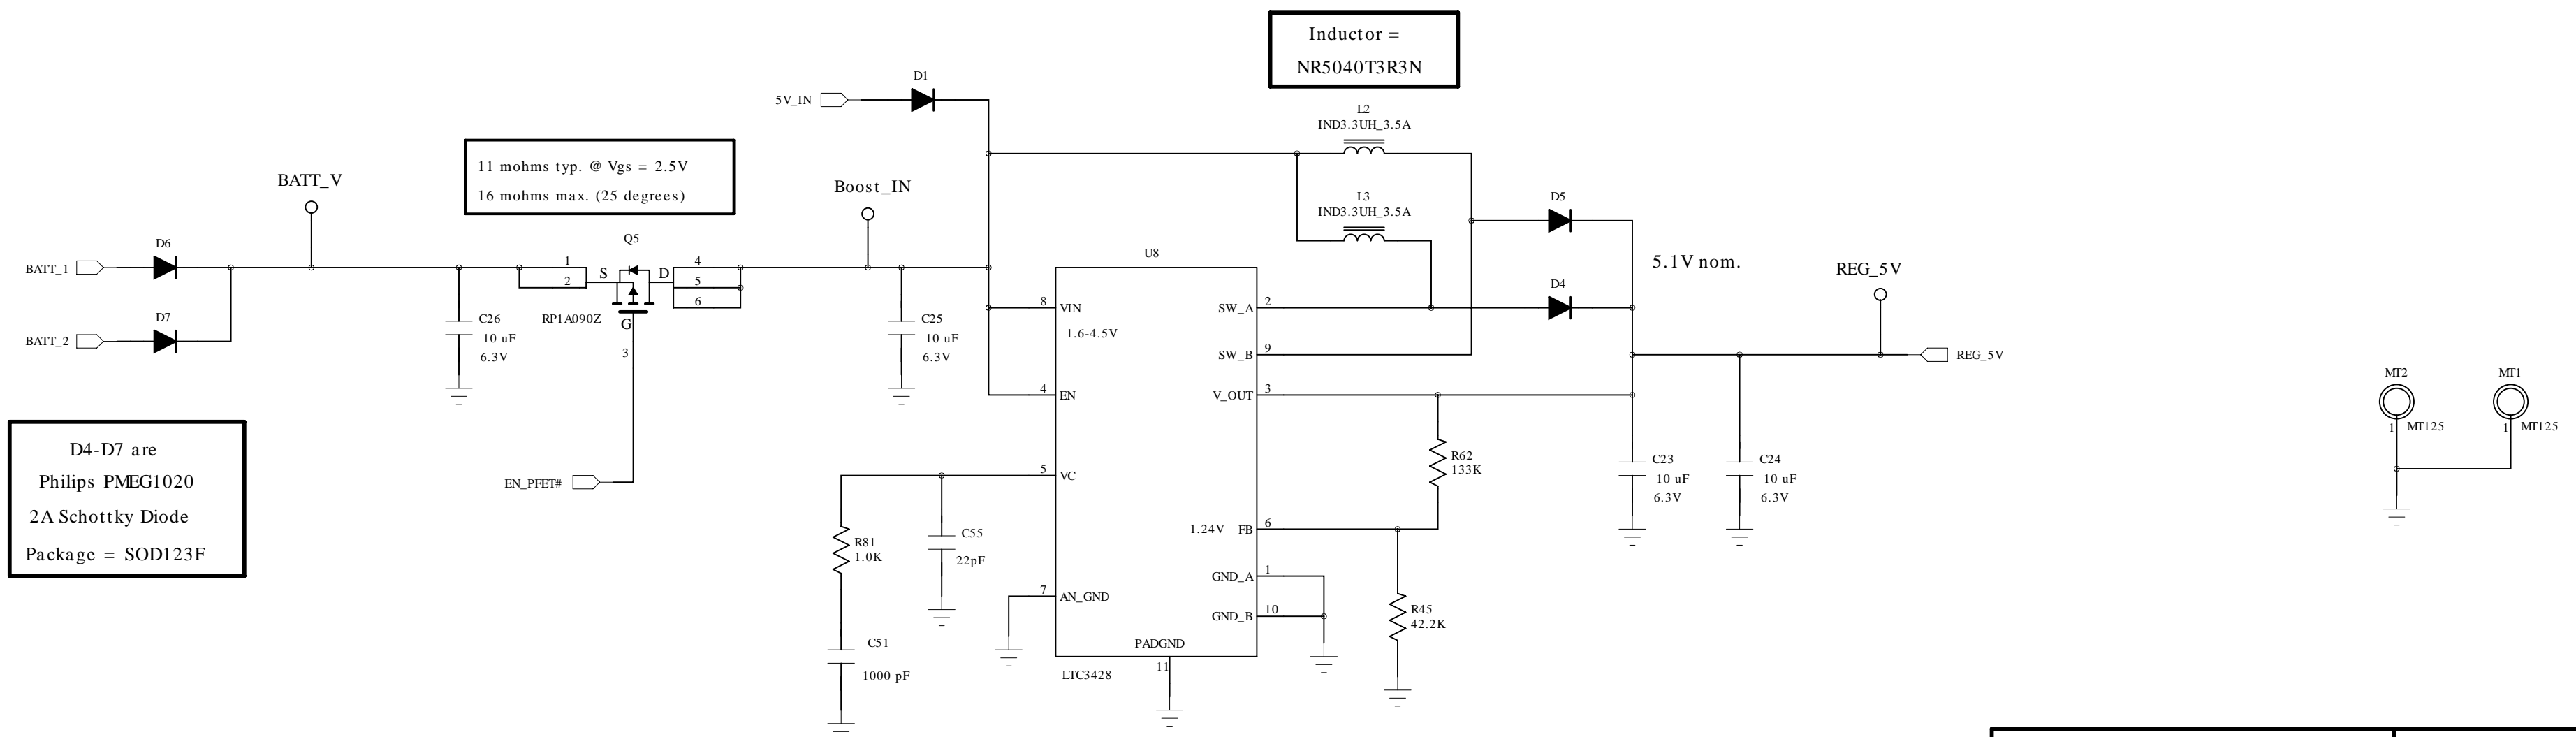 Inductor =
NR5040T3R3N
D1
5V_IN
L2
IND3.3UH_3.5A
11 mohms typ. @ Vgs = 2.5V
16 mohms max. (25 degrees)
BATT_V
Boost_IN
L3
IND3.3UH_3.5A
D5
D6
BATT_1
Q5
1
2
S
D
4
5
6
U8
5.1V nom.
REG_5V
D4
D7
BATT_2
C26
10 uF
6.3V
RP1A090Z
G
3
C25
10 uF
6.3V
8
VIN
1.6-4.5V
SW_A
2
SW_B
9
REG_5V
4
EN
V_OUT
3
MT2
1
MT125
MT1
1
MT125
D4-D7 are
Philips PMEG1020
2A Schottky Diode
Package = SOD123F
EN_PFET#
5
VC
R62
133K
C23
10 uF
6.3V
C24
10 uF
6.3V
R81
1.0K
C55
22pF
1.24V
FB
6
GND_A
1
7
AN_GND
GND_B
10
R45
42.2K
C51
1000 pF
PADGND
11
LTC3428